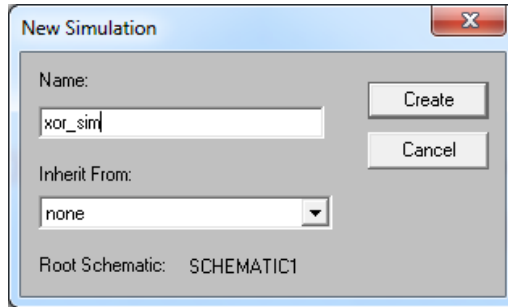 New Simulation
Name:
xor_sim
Create
Cancel
Inherit From:
none
Root Schematic: SCHEMATIC1